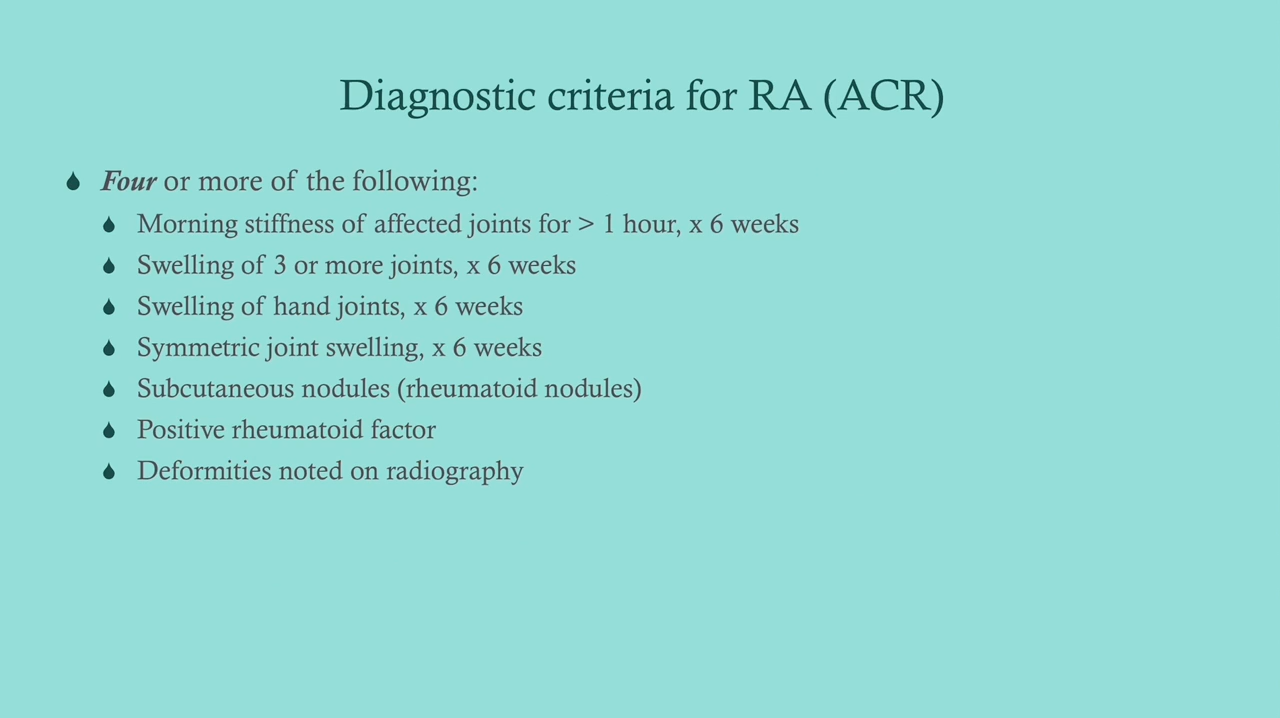 Diagnostic criteria for RA (ACR)
Four or more of the following:
Morning stiffness of affected joints for > 1 hour, x 6 weeks
Swelling of 3 or more joints, x 6 weeks
Swelling of hand joints, x 6 weeks
Symmetric joint swelling, x 6 weeks
Subcutaneous nodules (rheumatoid nodules)
Positive rheumatoid factor
Deformities noted on radiography